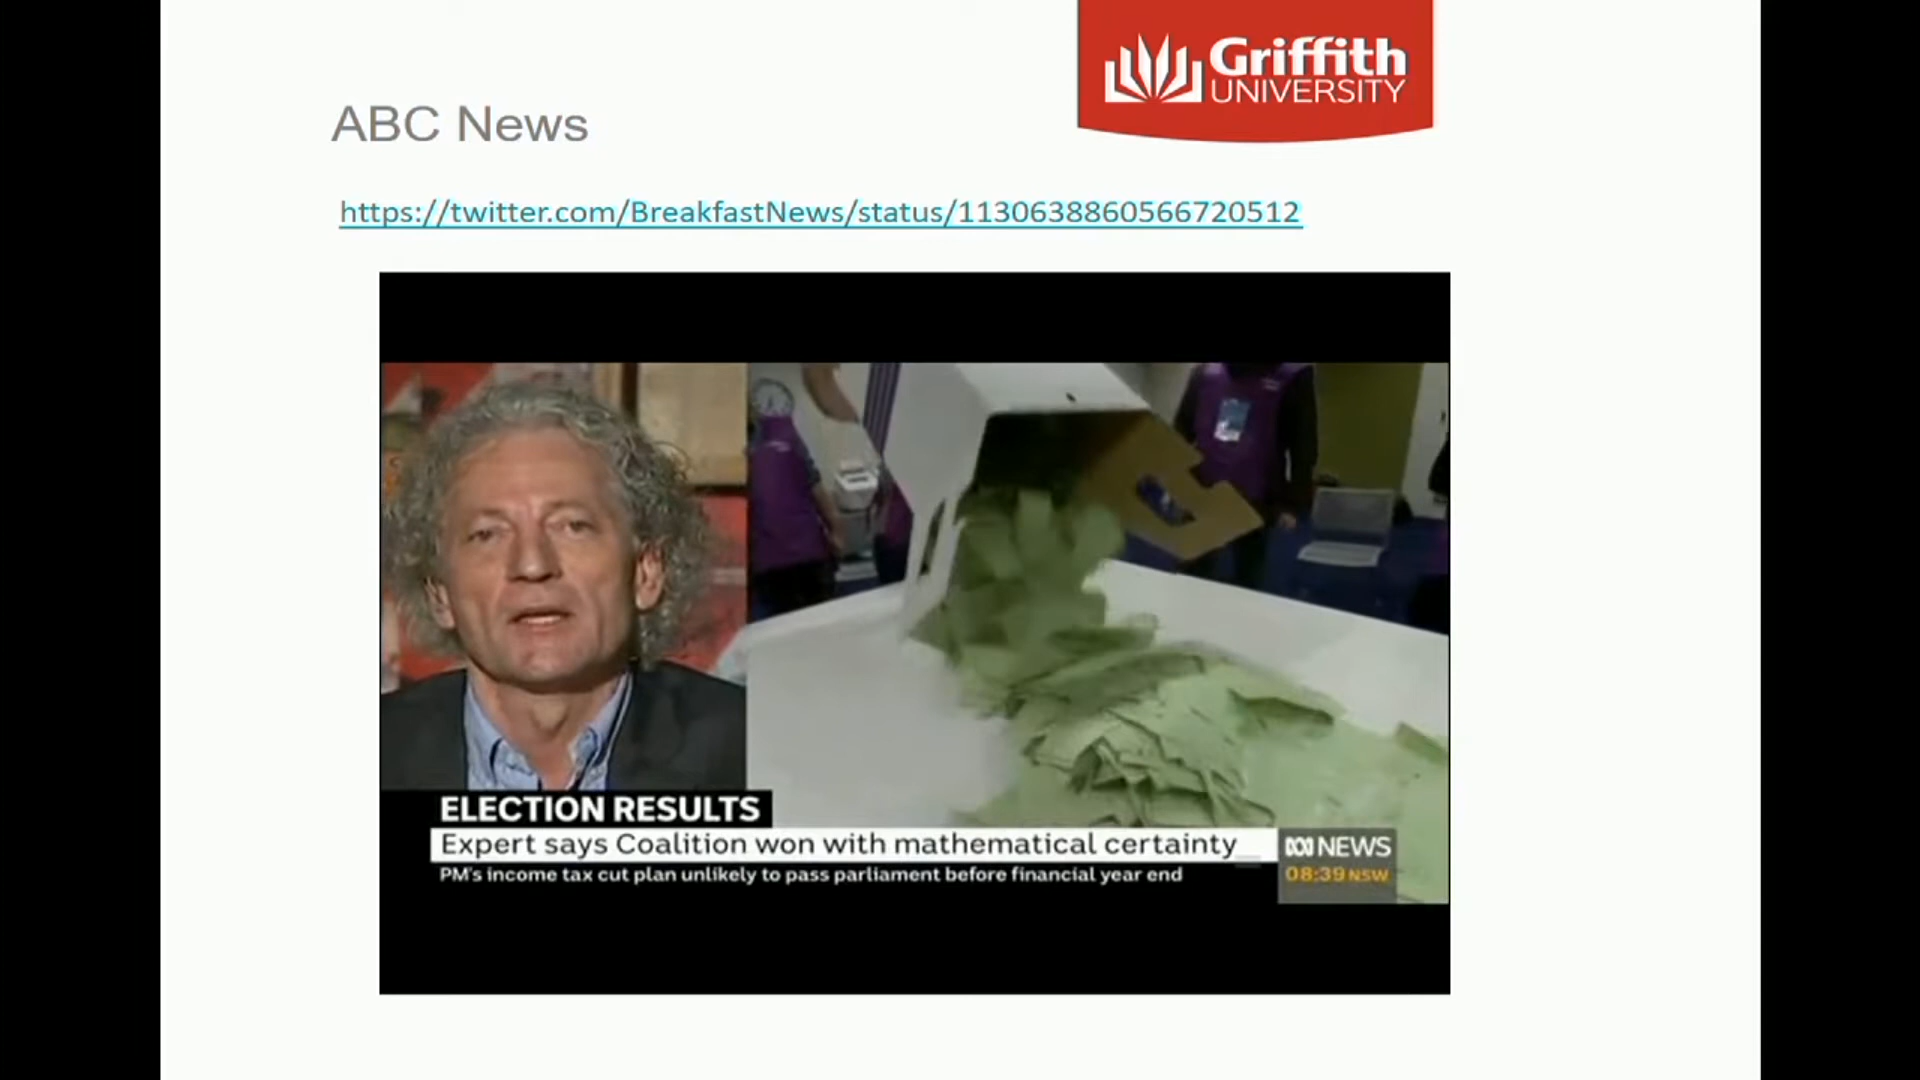 Griffith
UNIVERSITY
ABC News
https://twitter.com/BreakfastNews/status/1130638860566720512
ELECTION RESULTS
Expert says Coalition won with mathematical certainty
PM's income tax cut plan unlikely to pass parliament before financial year end
NEWS
08:39 NSW